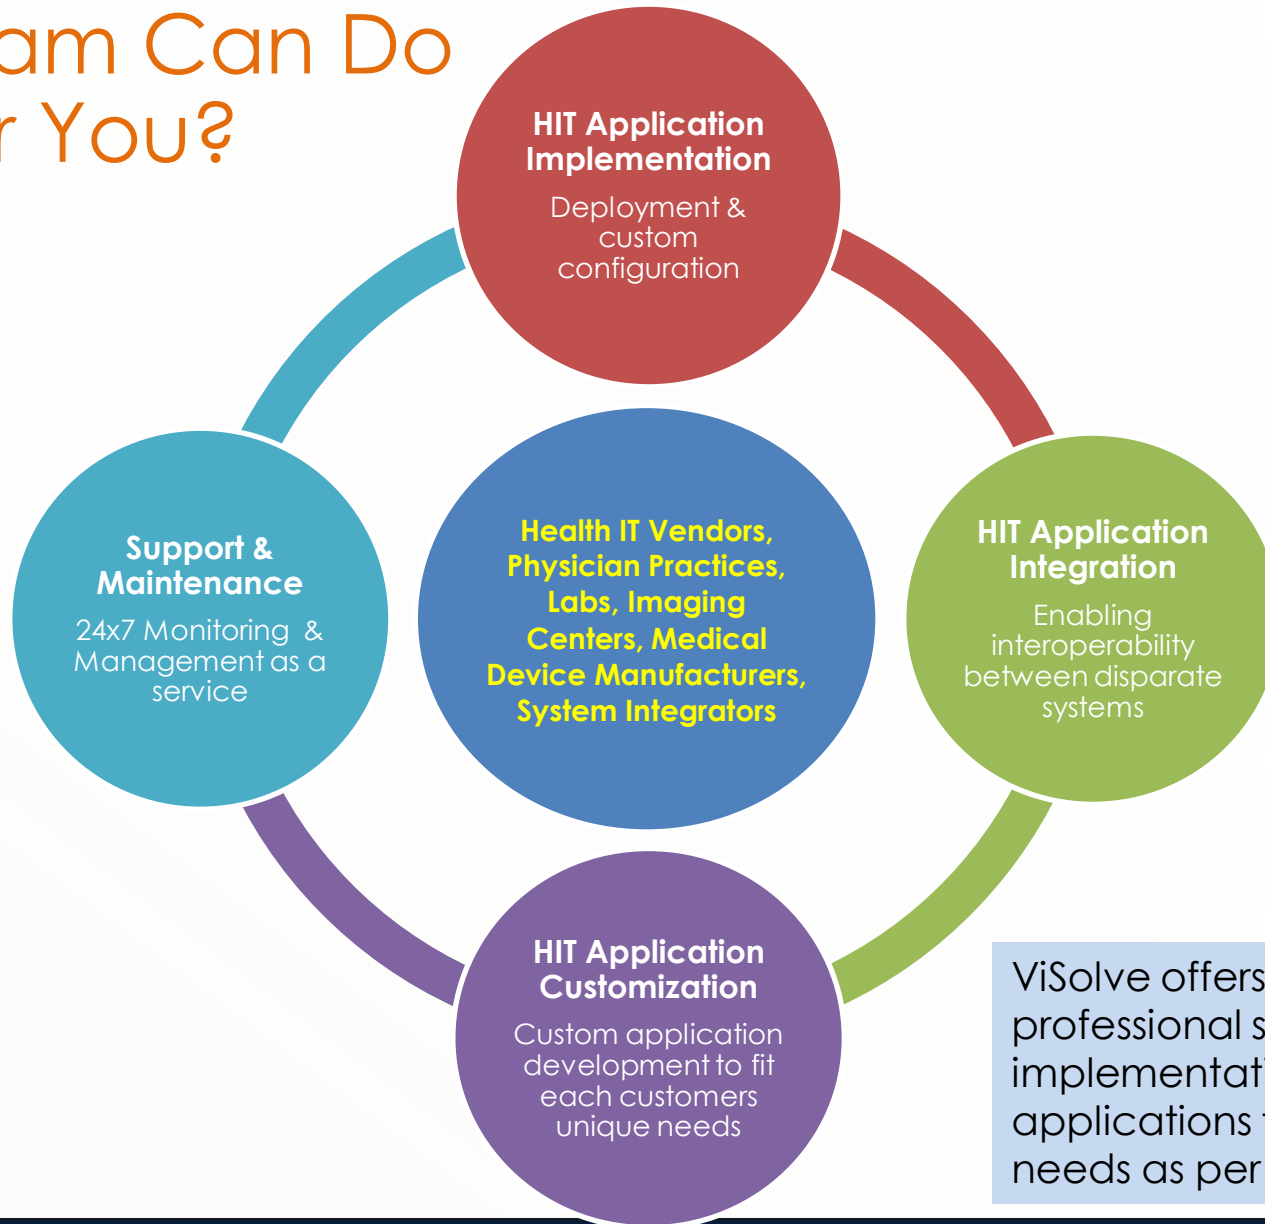 am Can Do
r You?
HIT Application
Implementation
Deployment &
custom
configuration
Support &
Maintenance
24x7 Monitoring & 
Management as a
service
Health IT Vendors,
Physician Practices,
Labs, Imaging
Centers, Medical
Device Manufacturers,
System Integrators
HIT Application
Integration
Enabling
interoperability
between disparate
systems
HIT Application
Customization
Custom application
development to fit
each customers
unique needs
ViSolve offers
professional s
implementati
applications
needs as per